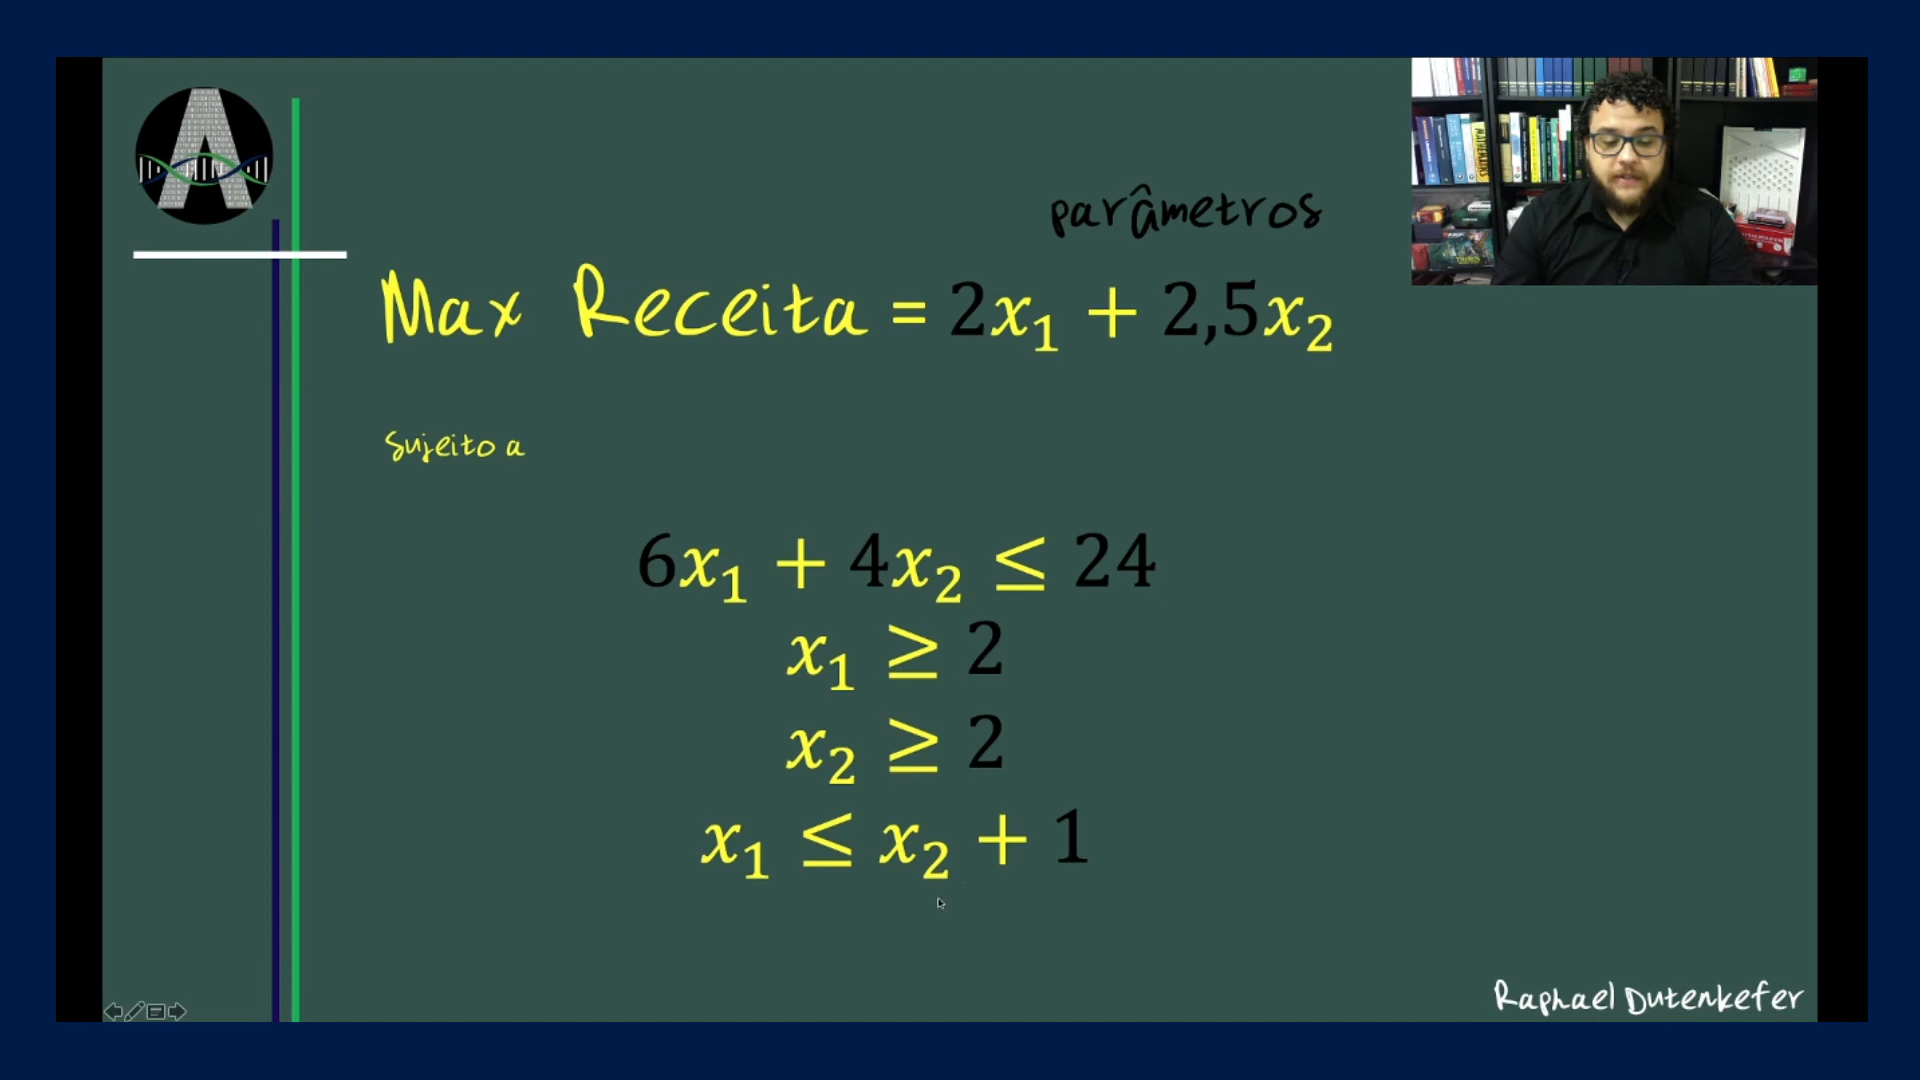 parâmetros
Max Receita = 2x₁ + 2,5x₂
Sujeito a
6x₁ + 4x₂ ≤ 24
x₁ ≥ 2
x₂ ≥ 2
x₁ ≤ x₂ + 1
Raphael Dutenkefer